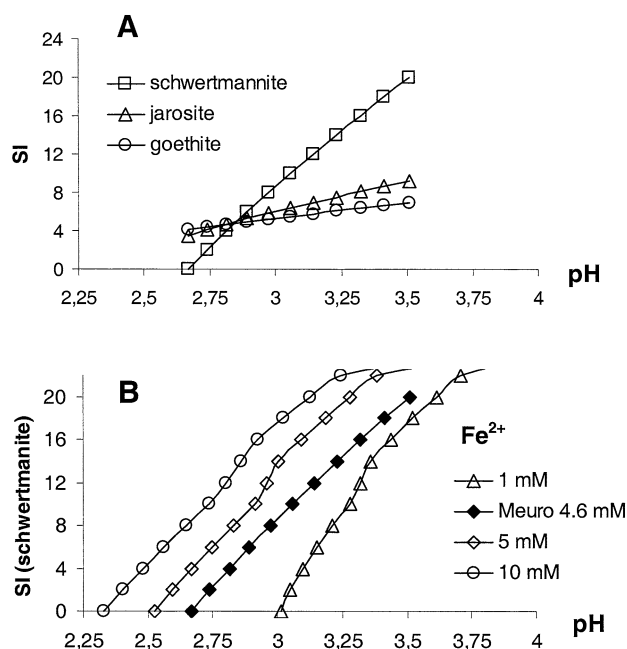 A
24
20
16
12
8
4
0
SI
schwertmannite
jarosite
goethite
2,25 2,5 2,75 3 3,25 3,5 3,75 4
pH
B
20
16
12
8
4
0
SI (schwertmanite)
Fe2+
1 mM
Meuro 4.6 mM
5 mM
10 mM
2,25 2,5 2,75 3 3,25 3,5 3,75 4
pH